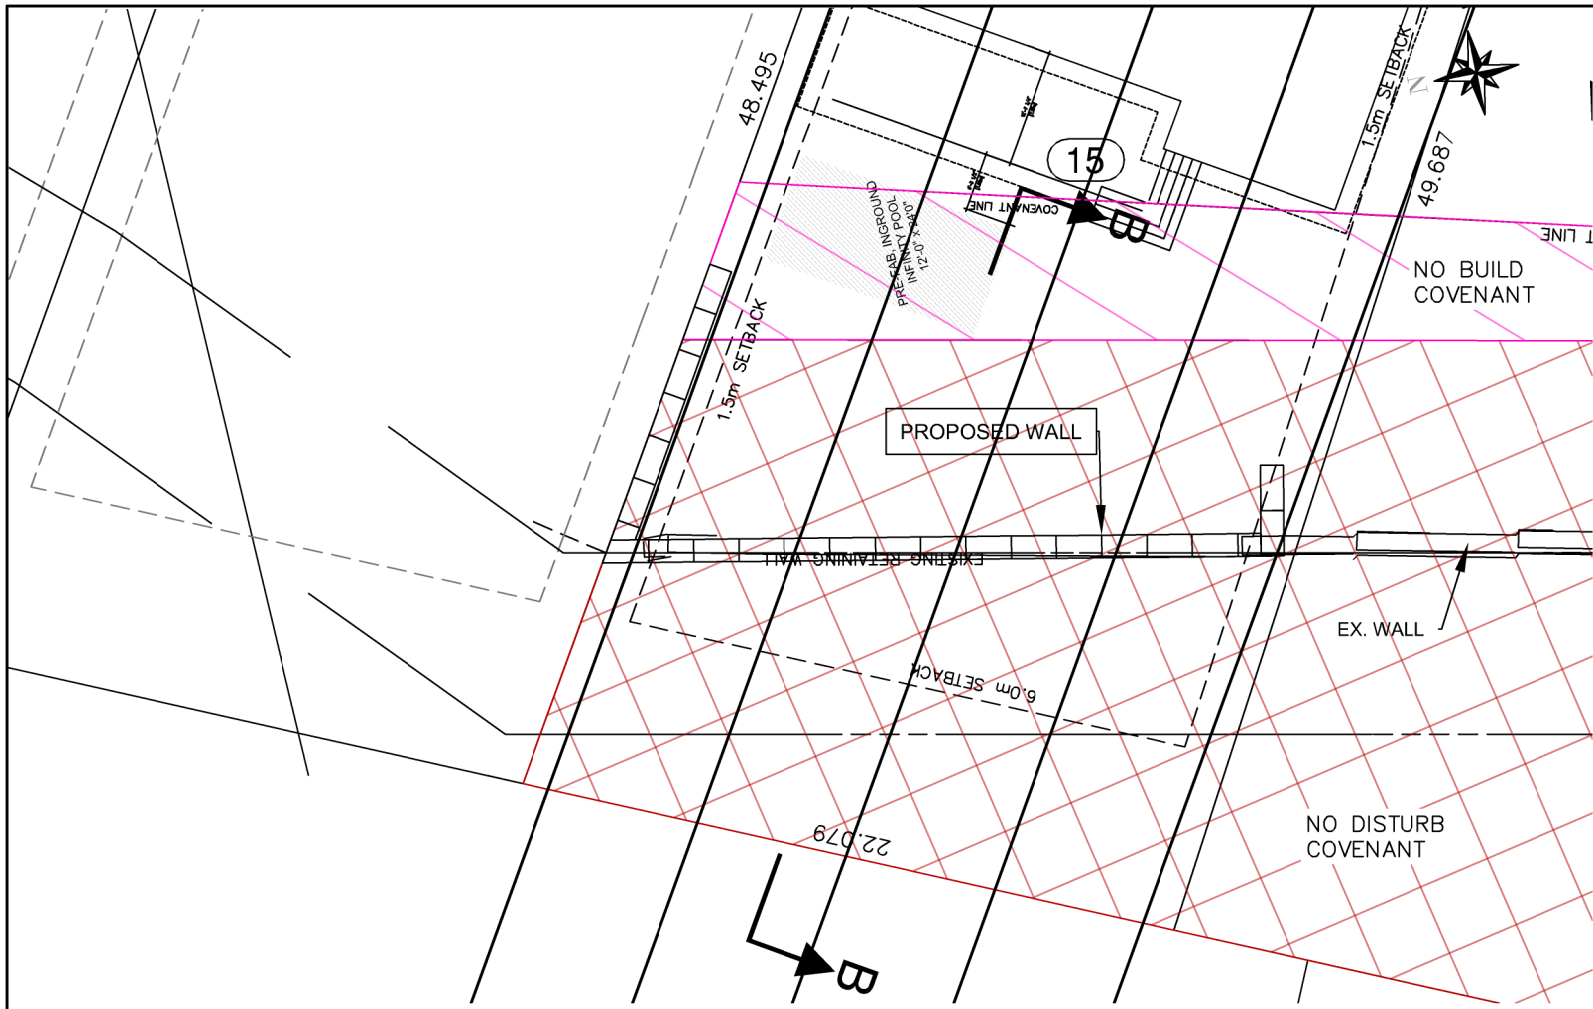 48.495
1.5m SETBACK
N
49.687
15
COVENANT LINE
B
PREFAB, INGROUND
INFINITY POOL
12'-0" X 24'0"
T LINE
NO BUILD
COVENANT
1.5m SETBACK
PROPOSED WALL
EXISTING RETAINING WALL
EX. WALL
6.0m SETBACK
22.079
NO DISTURB
COVENANT
B